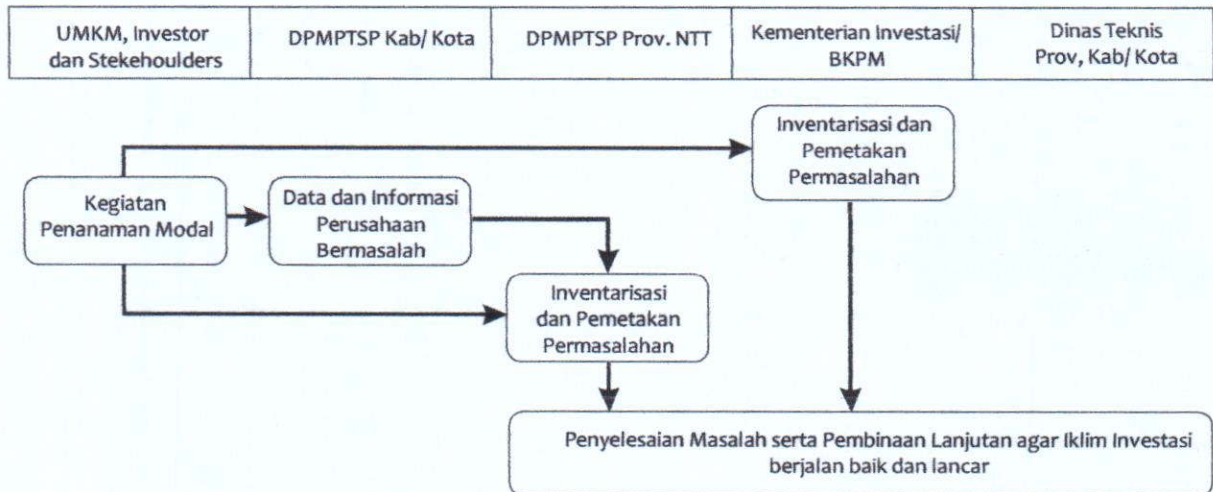 UMKM, Investor
dan Stekehoulders
DPMPTSP Kab/ Kota
DPMPTSP Prov. NTT
Kementerian Investasi/
BKPM
Dinas Teknis
Prov, Kab/ Kota
Inventarisasi dan
Pemetakan
Permasalahan
Kegiatan
Penanaman Modal
Data dan Informasi
Perusahaan
Bermasalah
Inventarisasi
dan Pemetakan
Permasalahan
Penyelesaian Masalah serta Pembinaan Lanjutan agar Iklim Investasi
berjalan baik dan lancar